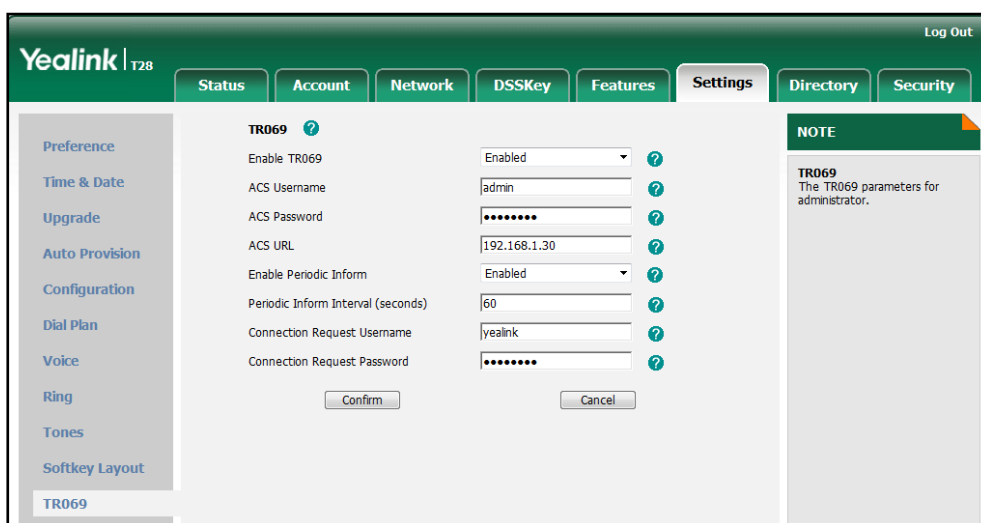 Log Out
Yealink | T28
Status Account Network DSSKey Features Settings Directory Security
Preference
Time & Date
Upgrade
Auto Provision
Configuration
Dial Plan
Voice
Ring
Tones
Softkey Layout
TR069
TR069 ?
Enable TR069 Enabled ?
ACS Username admin ?
ACS Password •••••••• ?
ACS URL 192.168.1.30 ?
Enable Periodic Inform Enabled ?
Periodic Inform Interval (seconds) 60 ?
Connection Request Username yealink ?
Connection Request Password •••••••• ?
Confirm Cancel
NOTE
TR069
The TR069 parameters for
administrator.